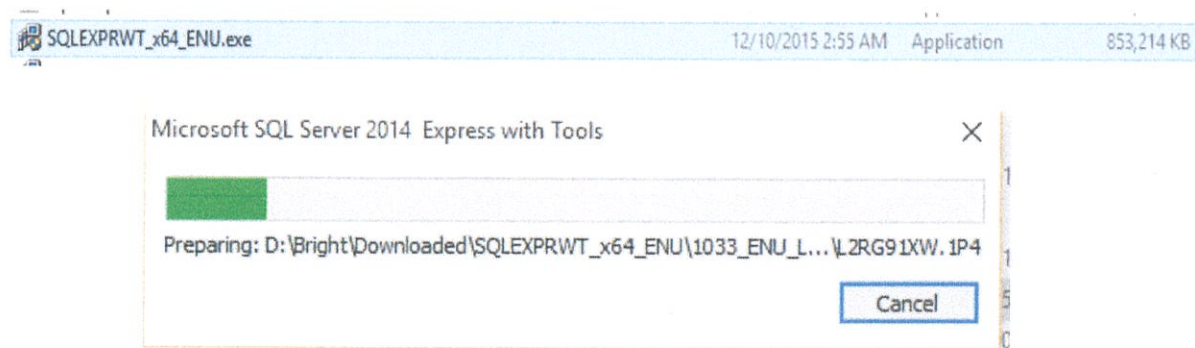 SQLEXPRWT_x64_ENU.exe 12/10/2015 2:55 AM Application 853,214 KB
Microsoft SQL Server 2014 Express with Tools
Preparing: D:\Bright\Downloaded\SQLEXPRWT_x64_ENU\1033_ENU_L...\L2RG91XW.1P4
Cancel